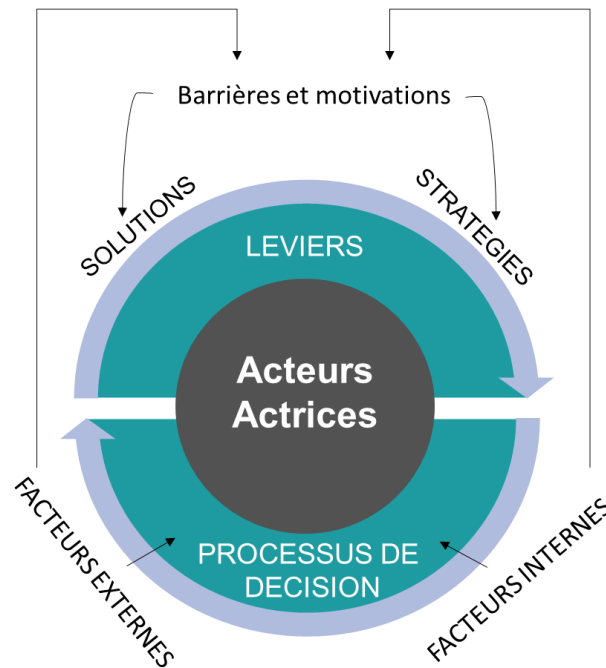 Barrières et motivations
SOLUTIONS
STRATEGIES
LEVIERS
Acteurs
Actrices
FACTEURS EXTERNES
FACTEURS INTERNES
PROCESSUS DE
DECISION